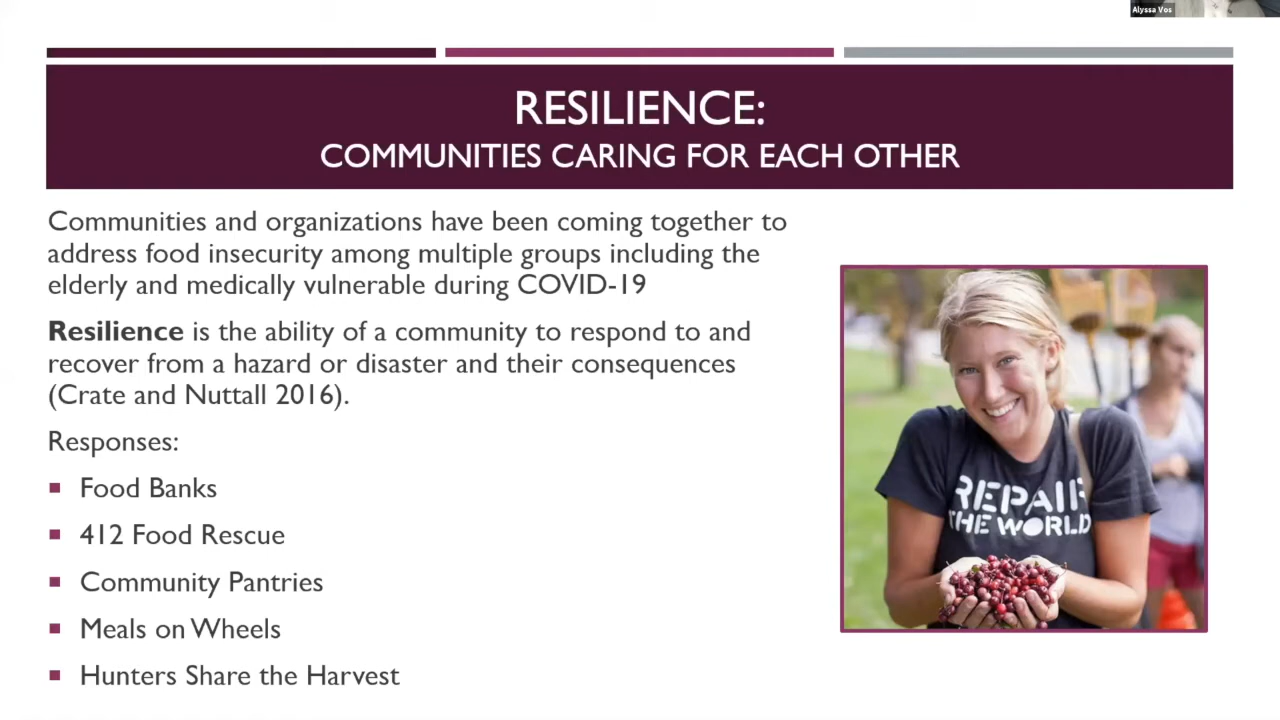 Alyssa Vos
RESILIENCE:
COMMUNITIES CARING FOR EACH OTHER
Communities and organizations have been coming together to
address food insecurity among multiple groups including the
elderly and medically vulnerable during COVID-19
Resilience is the ability of a community to respond to and
recover from a hazard or disaster and their consequences
(Crate and Nuttall 2016).
Responses:
Food Banks
412 Food Rescue
Community Pantries
Meals on Wheels
Hunters Share the Harvest
REPAIR
THE WORLD